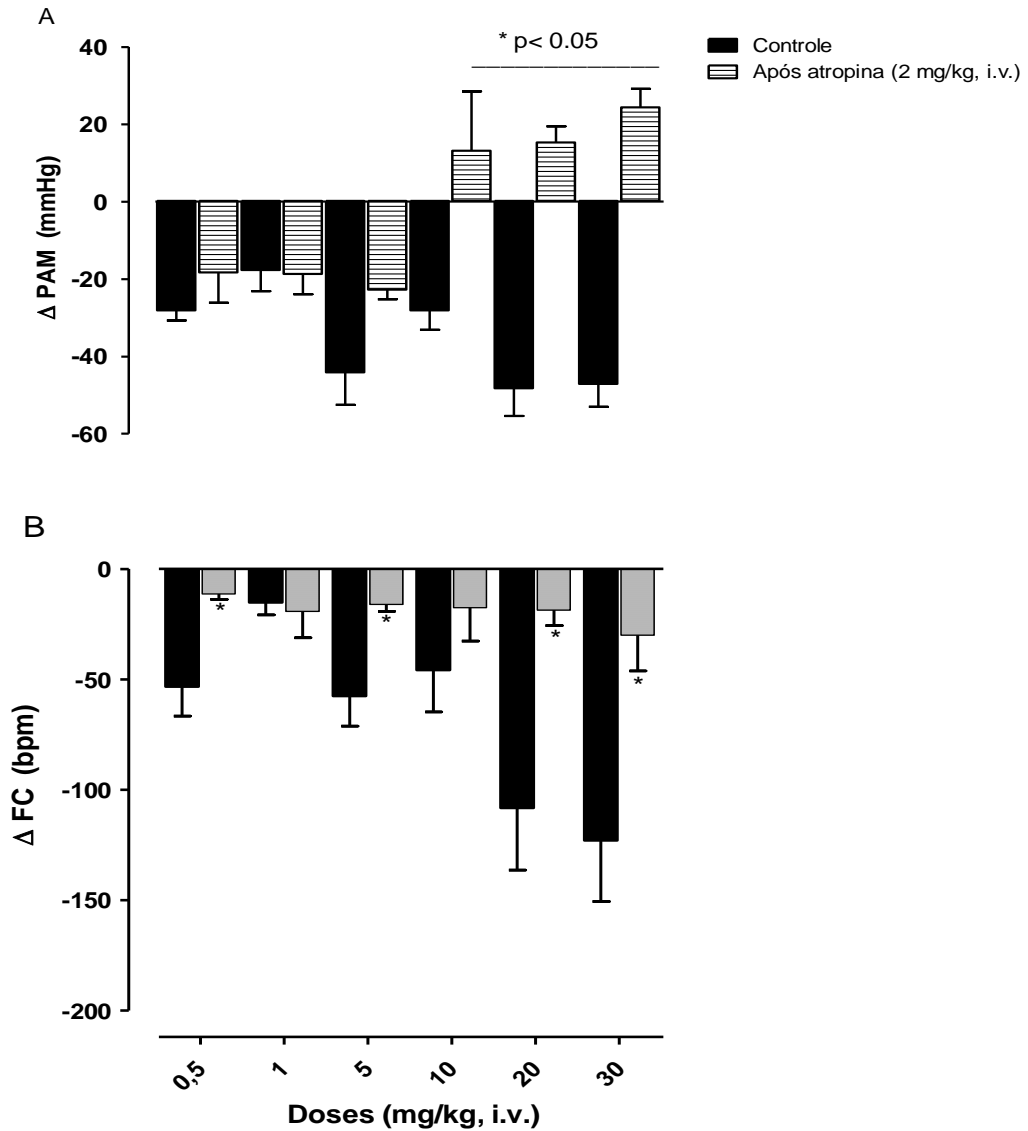 A
* p< 0.05
Controle
Após atropina (2 mg/kg, i.v.)
Δ PAM (mmHg)
40
20
0
-20
-40
-60
B
Δ FC (bpm)
0
-50
-100
-150
-200
*
*
*
*
0,5
1
5
10
20
30
Doses (mg/kg, i.v.)